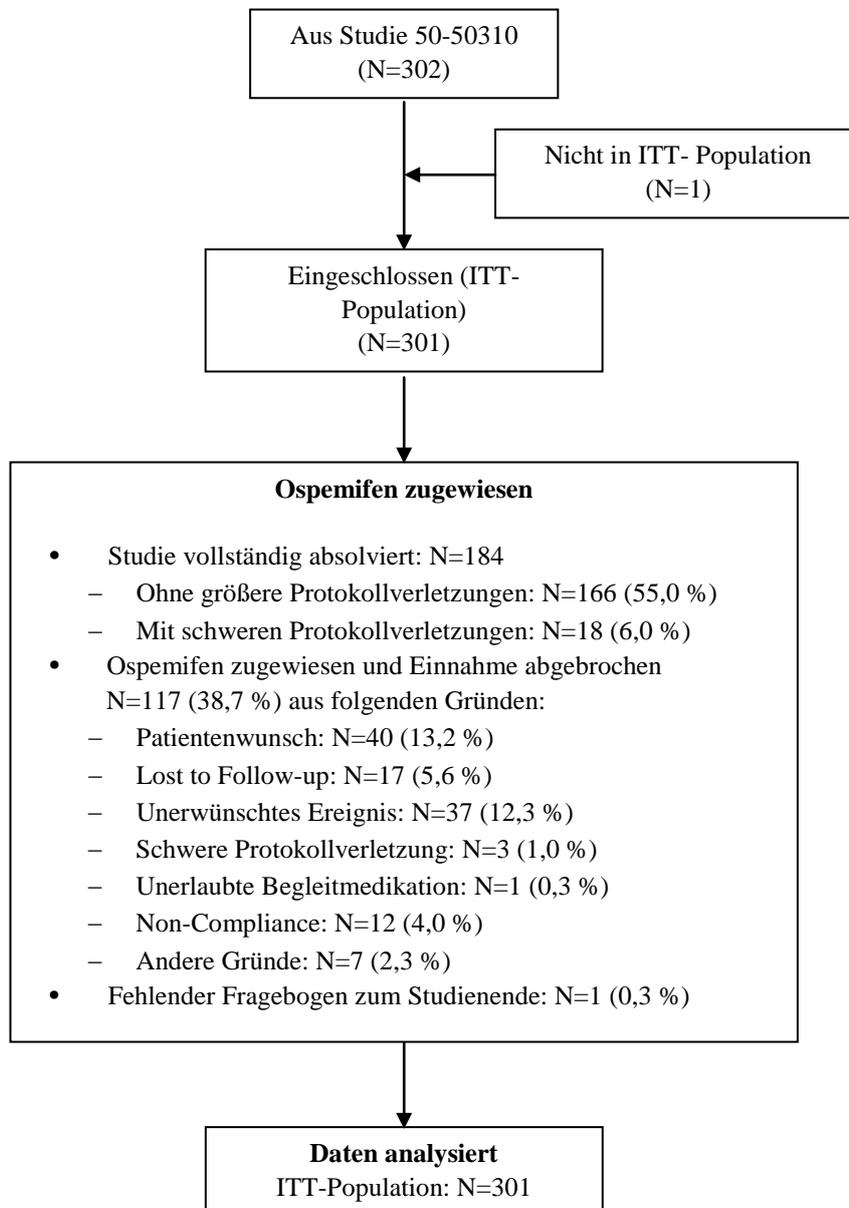 Aus Studie 50-50310
(N=302)
Nicht in ITT- Population
(N=1)
Eingeschlossen (ITT-
Population)
(N=301)
Ospemifen zugewiesen
• Studie vollständig absolviert: N=184
– Ohne größere Protokollverletzungen: N=166 (55,0 %)
– Mit schweren Protokollverletzungen: N=18 (6,0 %)
• Ospemifen zugewiesen und Einnahme abgebrochen
N=117 (38,7 %) aus folgenden Gründen:
– Patientenwunsch: N=40 (13,2 %)
– Lost to Follow-up: N=17 (5,6 %)
– Unerwünschtes Ereignis: N=37 (12,3 %)
– Schwere Protokollverletzung: N=3 (1,0 %)
– Unerlaubte Begleitmedikation: N=1 (0,3 %)
– Non-Compliance: N=12 (4,0 %)
– Andere Gründe: N=7 (2,3 %)
• Fehlender Fragebogen zum Studienende: N=1 (0,3 %)
Daten analysiert
ITT-Population: N=301